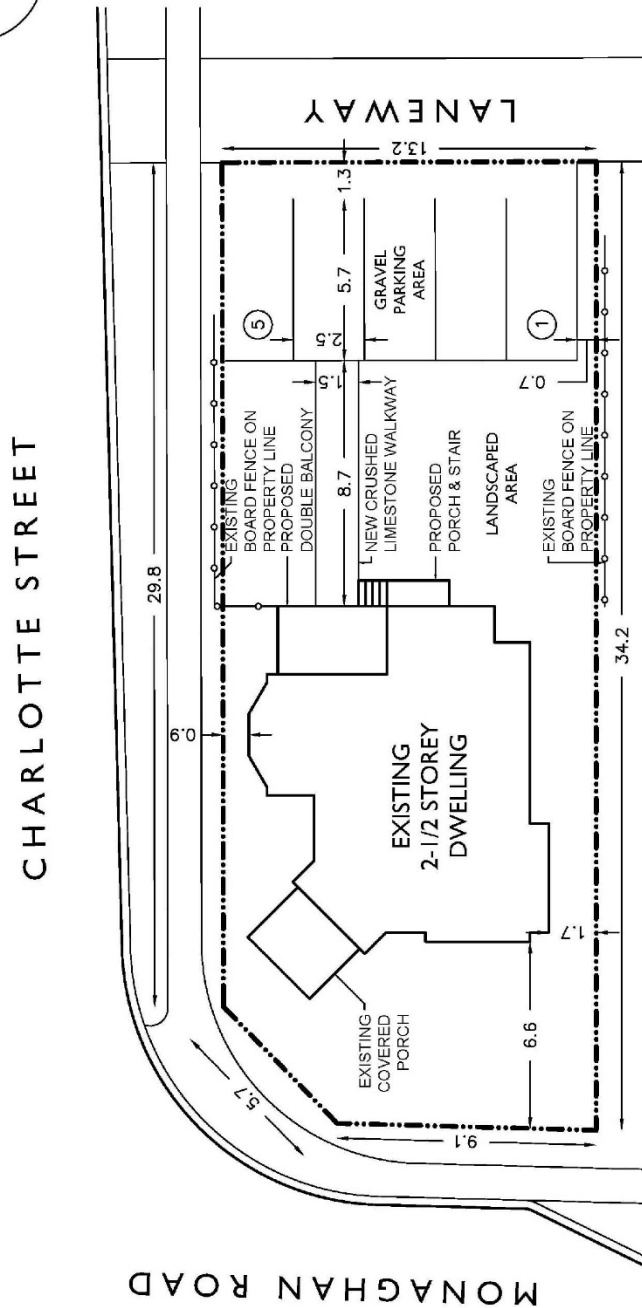 CHARLOTTE STREET
29.8
LANEWAY
13.2
1.3
5.7
GRAVEL
PARKING
AREA
5
2.5
1
0.7
1.5
8.7
EXISTING
BOARD FENCE ON
PROPERTY LINE
PROPOSED
DOUBLE BALCONY
NEW CRUSHED
LIMESTONE WALKWAY
PROPOSED
PORCH & STAIR
LANDSCAPED
AREA
EXISTING
BOARD FENCE ON
PROPERTY LINE
0.9
EXISTING
2-1/2 STOREY
DWELLING
34.2
1.7
6.6
EXISTING
COVERED
PORCH
5.7
9.1
MONAGHAN ROAD